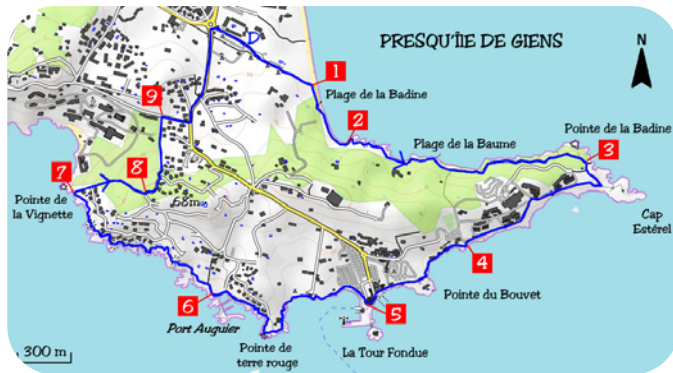 PRESQU'ÎLE DE GIENS
N
D
1
Plage de la Badine
9
2
Plage de la Baume
Pointe de la Badine
3
7
8
Pointe de
la Vignette
68m
Cap
Estérel
4
6
5
Pointe du Bouvet
Port Auguier
300 m
Pointe de
terre rouge
La Tour Fondue